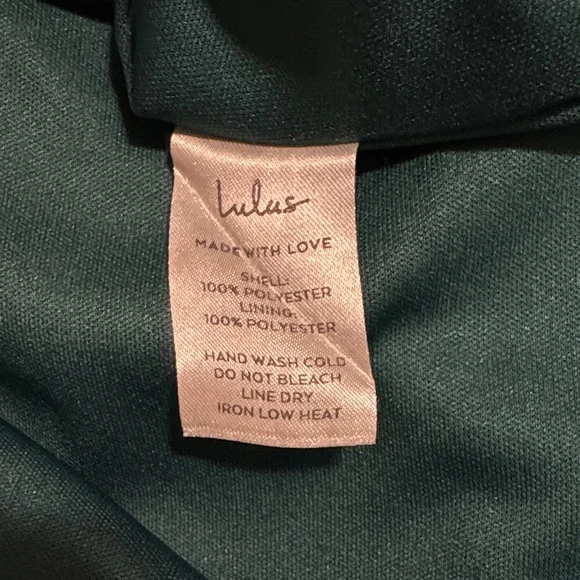 Lulus
MADE WITH LOVE
SHELL:
100% POLYESTER
LINING:
100% POLYESTER
HAND WASH COLD
DO NOT BLEACH
LINE DRY
IRON LOW HEAT